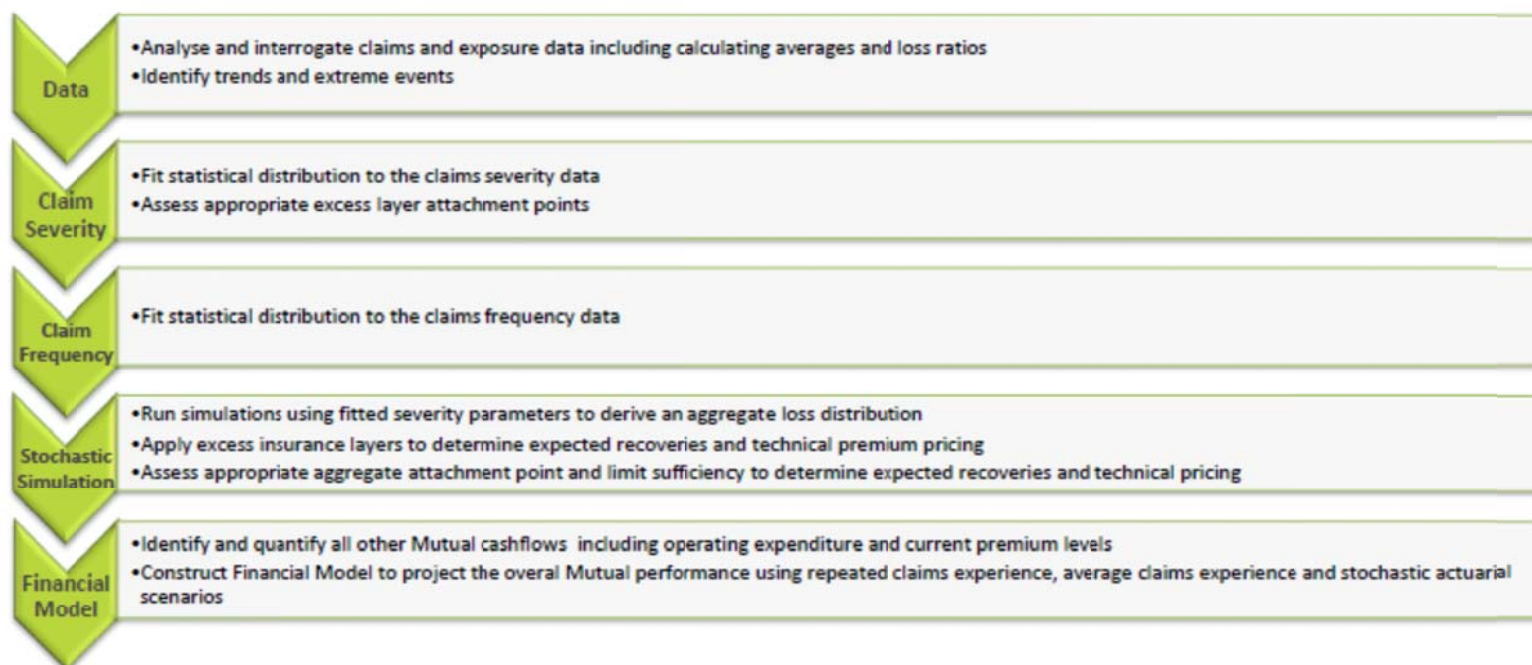 Data
•Analyse and interrogate claims and exposure data including calculating averages and loss ratios
•Identify trends and extreme events
Claim
Severity
•Fit statistical distribution to the claims severity data
•Assess appropriate excess layer attachment points
Claim
Frequency
•Fit statistical distribution to the claims frequency data
Stochastic
Simulation
•Run simulations using fitted severity parameters to derive an aggregate loss distribution
•Apply excess insurance layers to determine expected recoveries and technical premium pricing
•Assess appropriate aggregate attachment point and limit sufficiency to determine expected recoveries and technical pricing
Financial
Model
•Identify and quantify all other Mutual cashflows including operating expenditure and current premium levels
•Construct Financial Model to project the overal Mutual performance using repeated claims experience, average claims experience and stochastic actuarial
scenarios